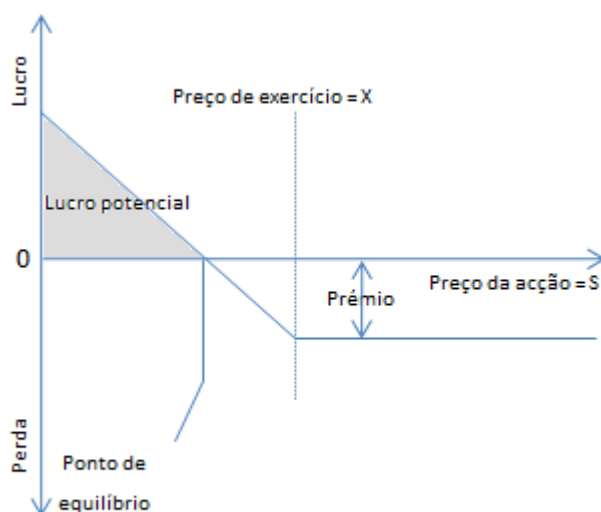 Lucro
Preço de exercício = X
Lucro potencial
0
Preço da acção = S
Prémio
Perda
Ponto de
equilíbrio